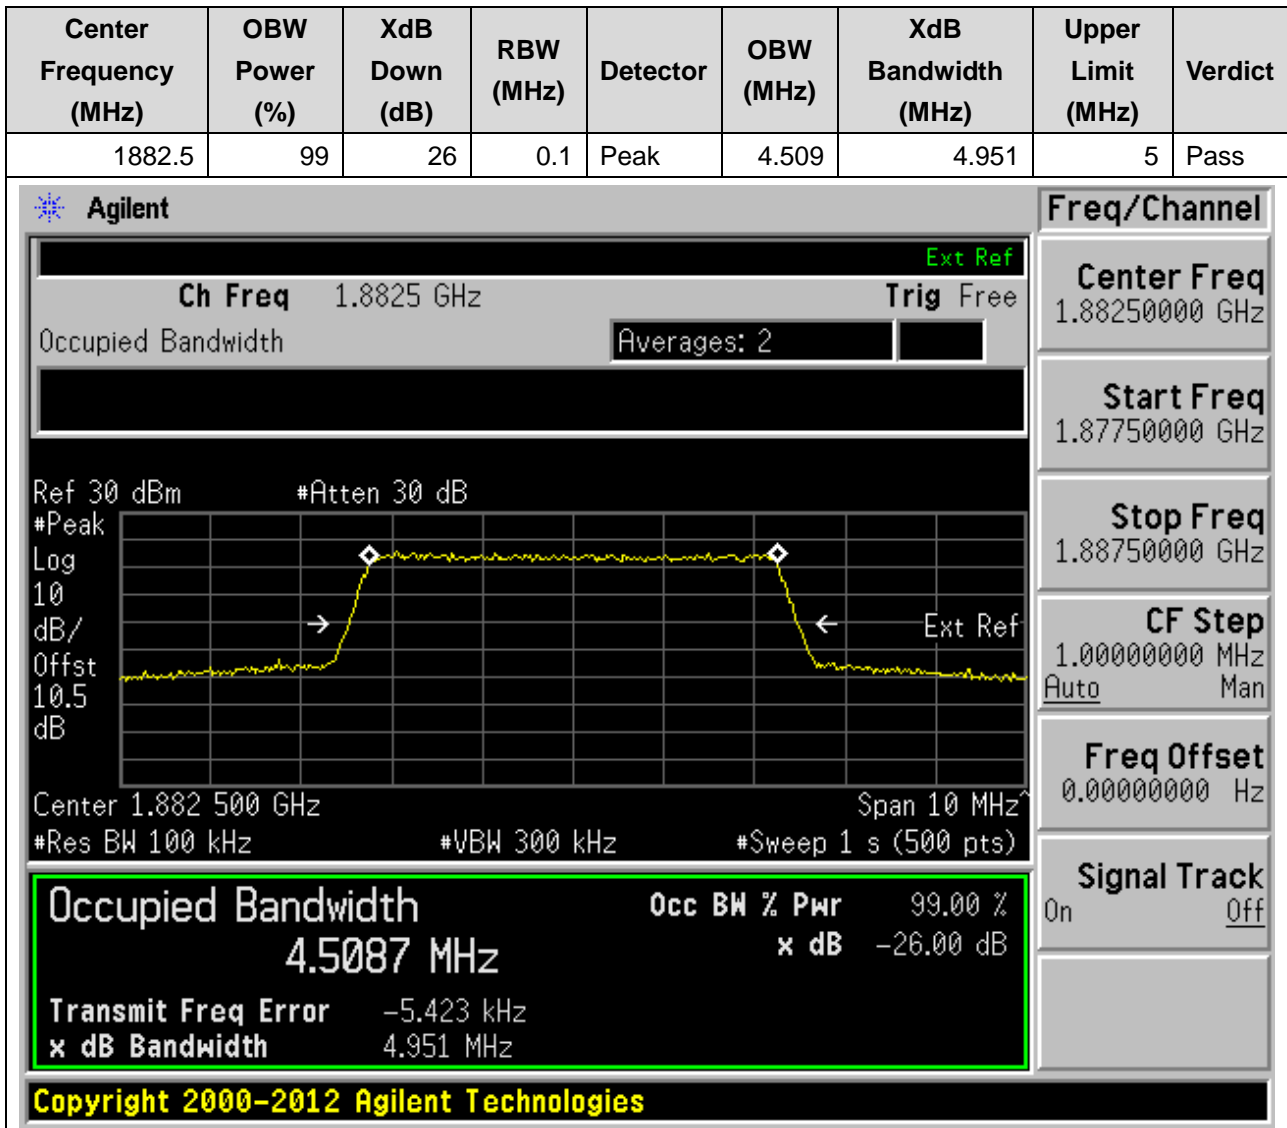 Center Frequency (MHz) OBW Power (%) XdB Down (dB) RBW (MHz) Detector OBW (MHz) XdB Bandwidth (MHz) Upper Limit (MHz) Verdict
1882.5 99 26 0.1 Peak 4.509 4.951 5 Pass
Agilent
Ext Ref
Ch Freq 1.8825 GHz Trig Free
Occupied Bandwidth Averages: 2
Ref 30 dBm #Atten 30 dB
#Peak
Log
10
dB/
Offst
10.5
dB
Ext Ref
Center 1.882 500 GHz Span 10 MHz^
#Res BW 100 kHz #VBW 300 kHz #Sweep 1 s (500 pts)
Occupied Bandwidth Occ BW % Pwr 99.00 %
4.5087 MHz x dB -26.00 dB
Transmit Freq Error -5.423 kHz
x dB Bandwidth 4.951 MHz
Copyright 2000-2012 Agilent Technologies
Freq/Channel
Center Freq
1.88250000 GHz
Start Freq
1.87750000 GHz
Stop Freq
1.88750000 GHz
CF Step
1.00000000 MHz
Auto Man
Freq Offset
0.00000000 Hz
Signal Track
On Off